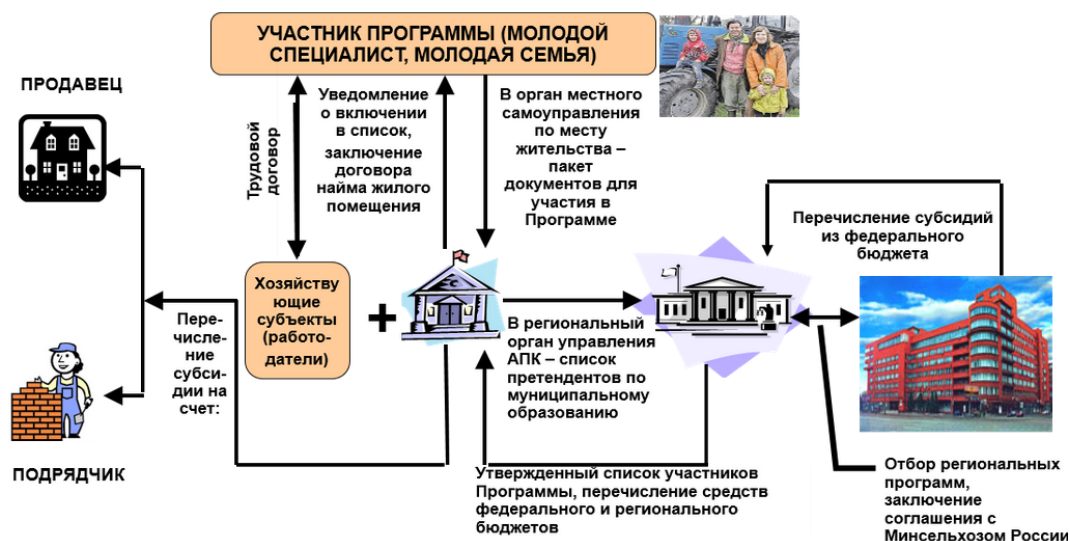 УЧАСТНИК ПРОГРАММЫ (МОЛОДОЙ
СПЕЦИАЛИСТ, МОЛОДАЯ СЕМЬЯ)
ПРОДАВЕЦ
Трудовой
договор
Уведомление
о включении
в список,
заключение
договора
найма жилого
помещения
В орган местного
самоуправления
по месту
жительства –
пакет
документов для
участия в
Программе
Перечисление субсидий
из федерального
бюджета
Хозяйству
ющие
субъекты
(работо-
датели)
+
Пере-
числе-
ние
субси-
дии на
счет:
В региональный
орган управления
АПК – список
претендентов по
муниципальному
образованию
ПОДРЯДЧИК
Утвержденный список участников
Программы, перечисление средств
федерального и регионального
бюджетов
Отбор региональных
программ,
заключение
соглашения с
Минсельхозом России